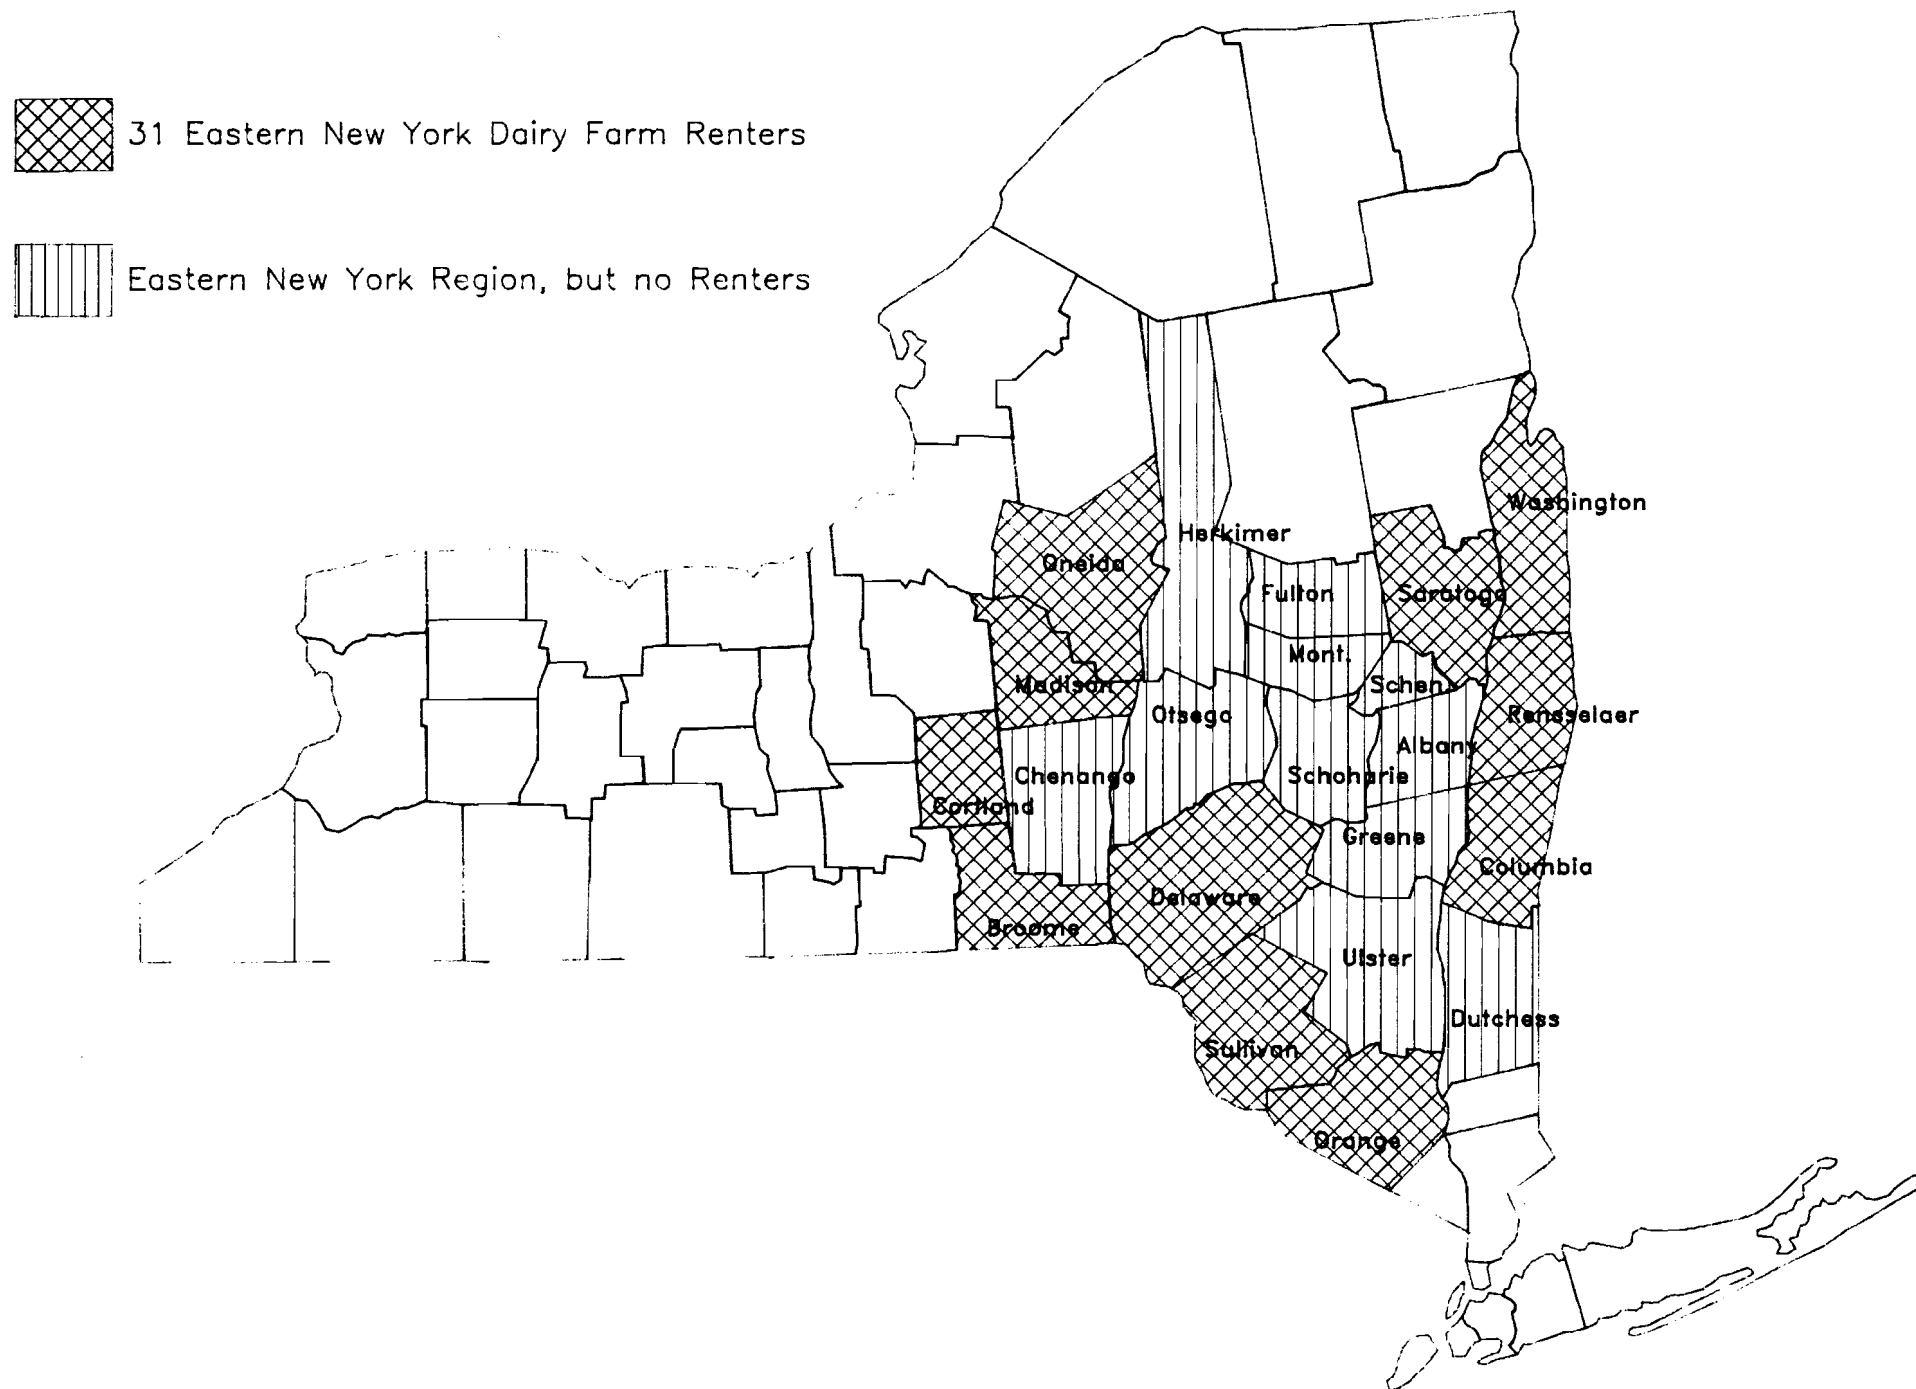 31 Eastern New York Dairy Farm Renters
Eastern New York Region, but no Renters
Washington
Herkimer
Oneida
Fulton
Saratoga
Mont.
Madison
Schen.
Otsego
Rensselaer
Albany
Chenango
Schoharie
Cortland
Greene
Columbia
Delaware
Broome
Ulster
Dutchess
Sullivan
Orange